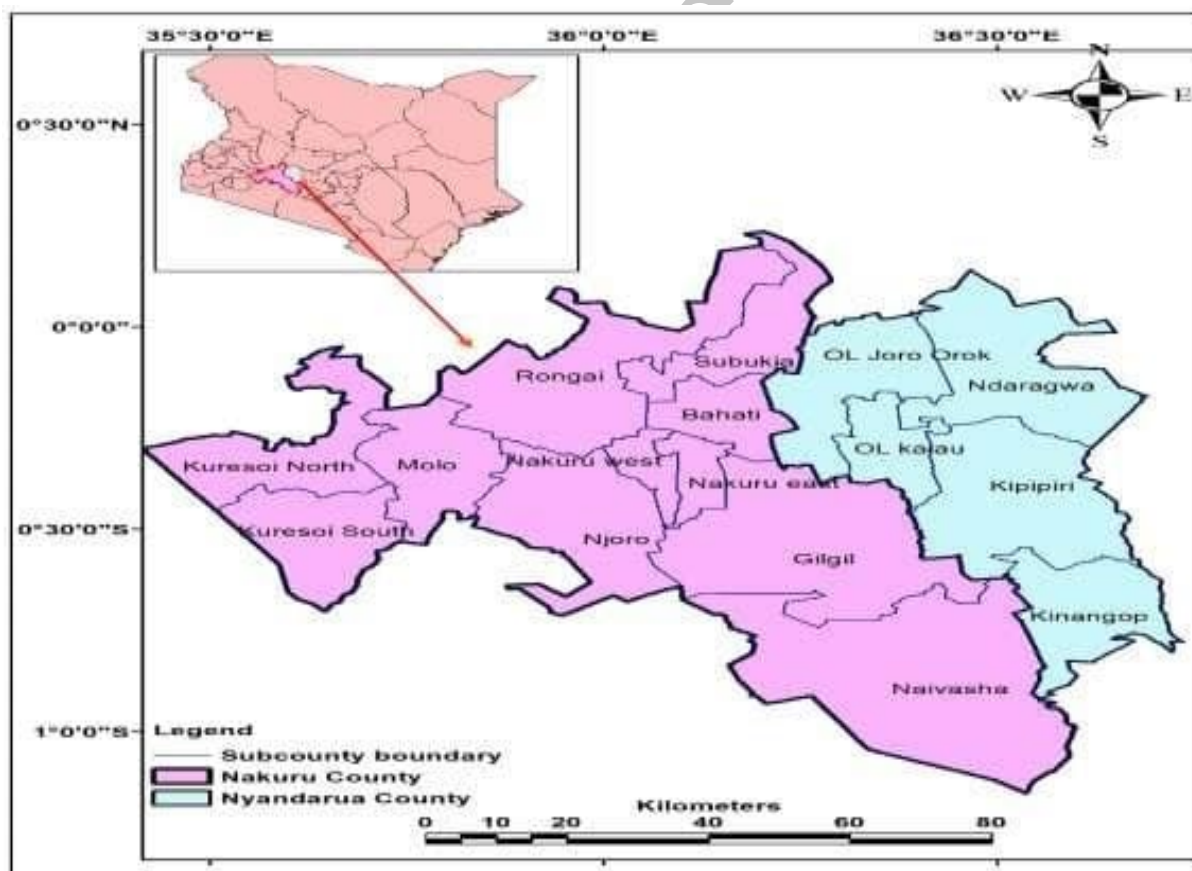 35°30'0"E 36°0'0"E 36°30'0"E
N
W E
S
0°30'0"N
0°0'0"
0°30'0"S
1°0'0"S
Subukia
OL Joro Orok
Rongai
Ndaragwa
Bahati
OL kalau
Kuresoi North
Molo
Nakuru west
Nakuru east
Kipipiri
Kuresoi South
Njoro
Gilgil
Kinangop
Naivasha
Legend
Subcounty boundary
Nakuru County
Nyandarua County
Kilometers
0 10 20 40 60 80